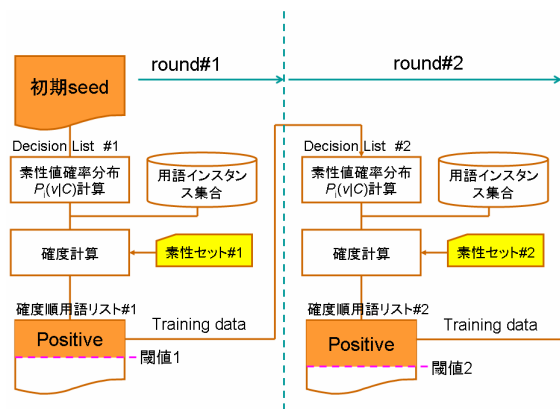 round#1
round#2
初期seed
Decision List #1
素性値確率分布
Pi(v|C)計算
用語インスタン
ス集合
確度計算
素性セット#1
確度順用語リスト#1
Positive
Training data
閾値1
Decision List #2
素性値確率分布
Pi(v|C)計算
用語インスタン
ス集合
確度計算
素性セット#2
確度順用語リスト#2
Positive
Training data
閾値2